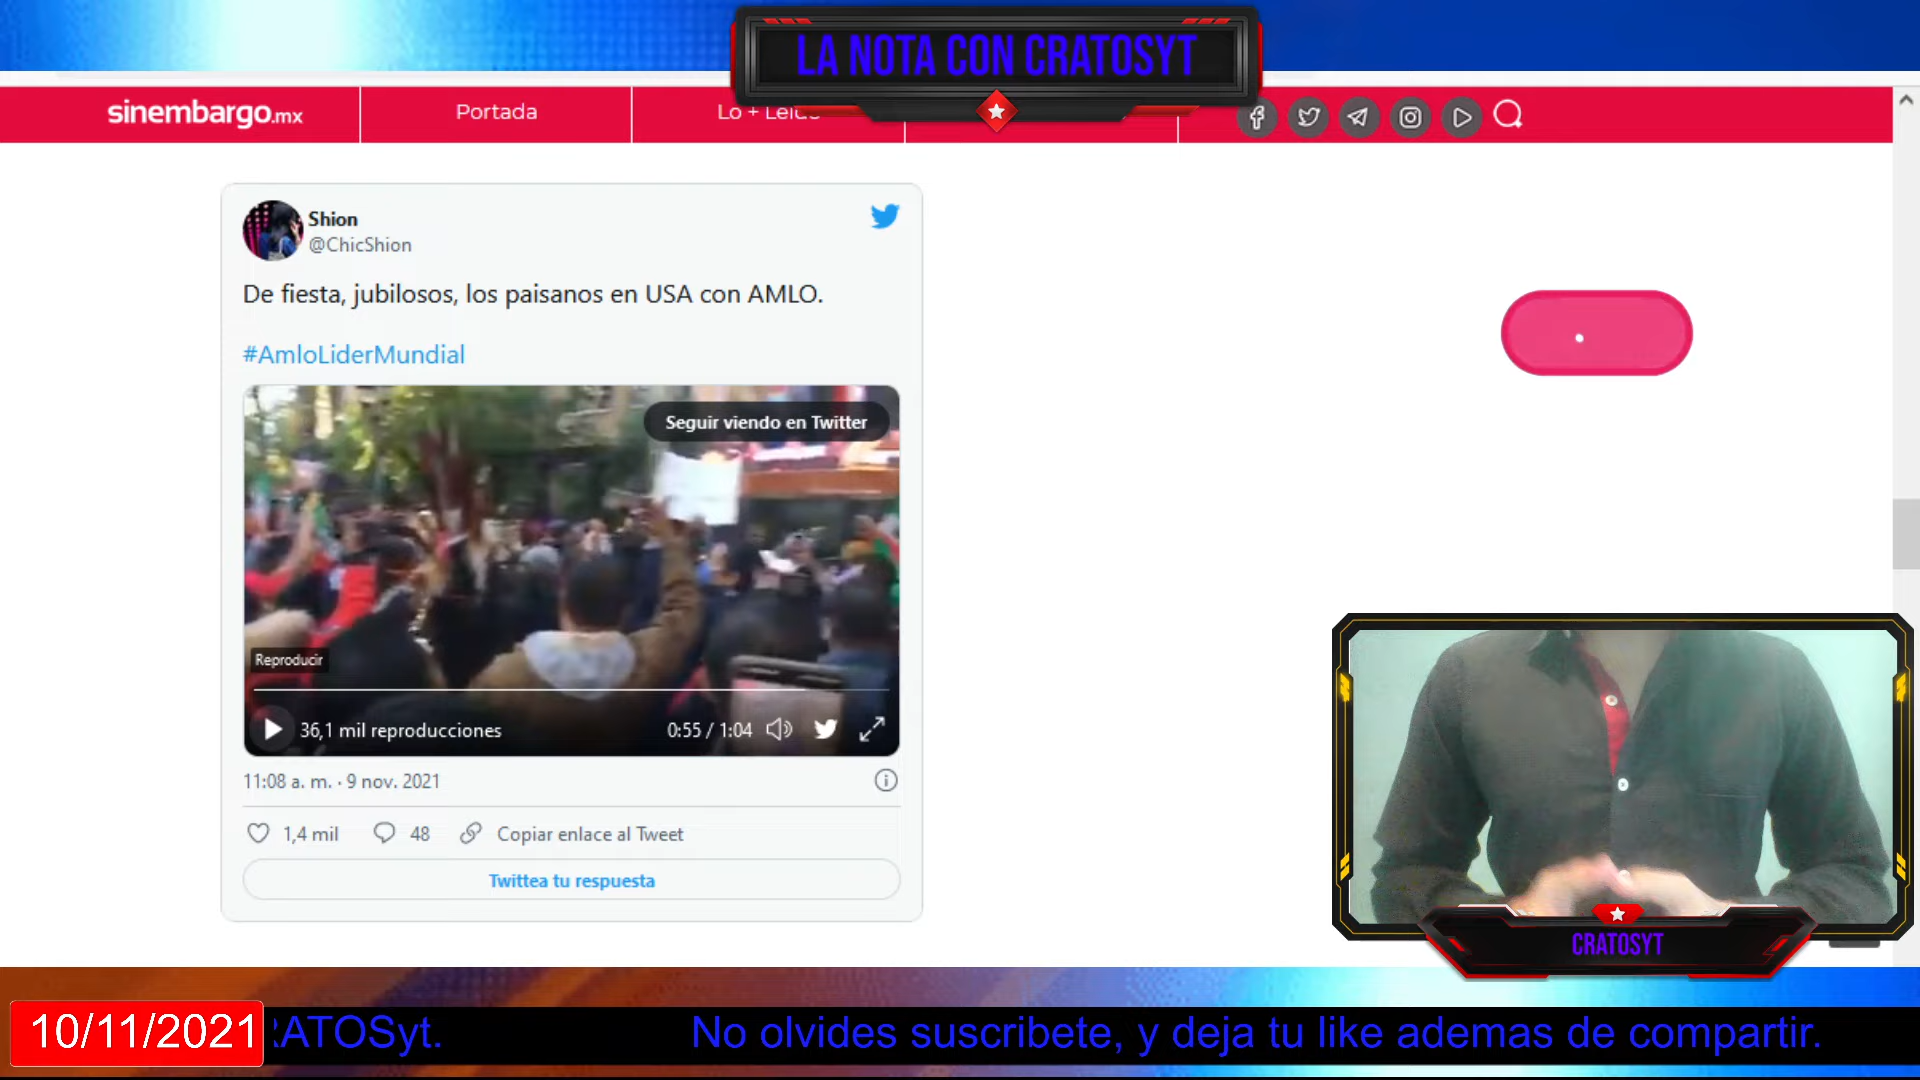 LA NOTA CON CRATOSYT
sinembargo.mx
Portada
Lo + Leído
Shion
@ChicShion
De fiesta, jubilosos, los paisanos en USA con AMLO.
#AmloLiderMundial
Seguir viendo en Twitter
Reproducir
36,1 mil reproducciones
0:55 / 1:04
11:08 a. m. · 9 nov. 2021
1,4 mil
48
Copiar enlace al Tweet
Twittea tu respuesta
CRATOSYT
10/11/2021
RATOSyt.
No olvides suscribete, y deja tu like ademas de compartir.